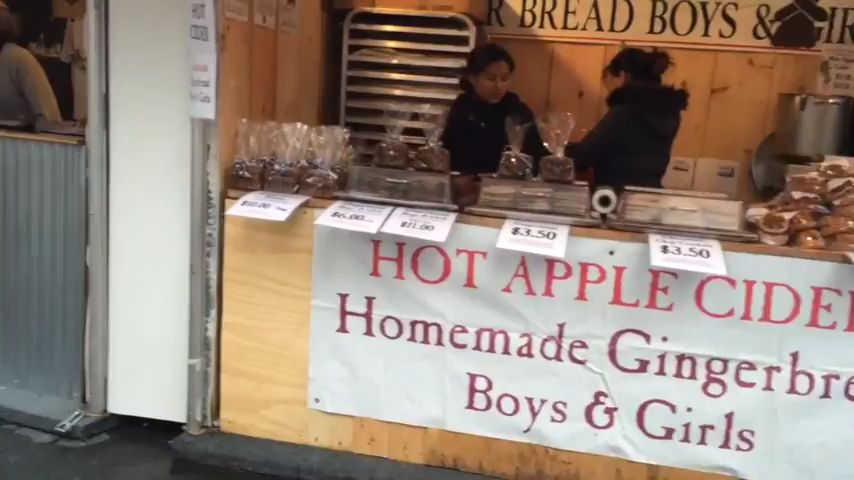 R BREAD BOYS & GIR
HOT
CIDER
$10.00
$6.00
$11.00
$3.50
$3.50
HOT APPLE CIDER
Homemade Gingerbre
Boys & Girls